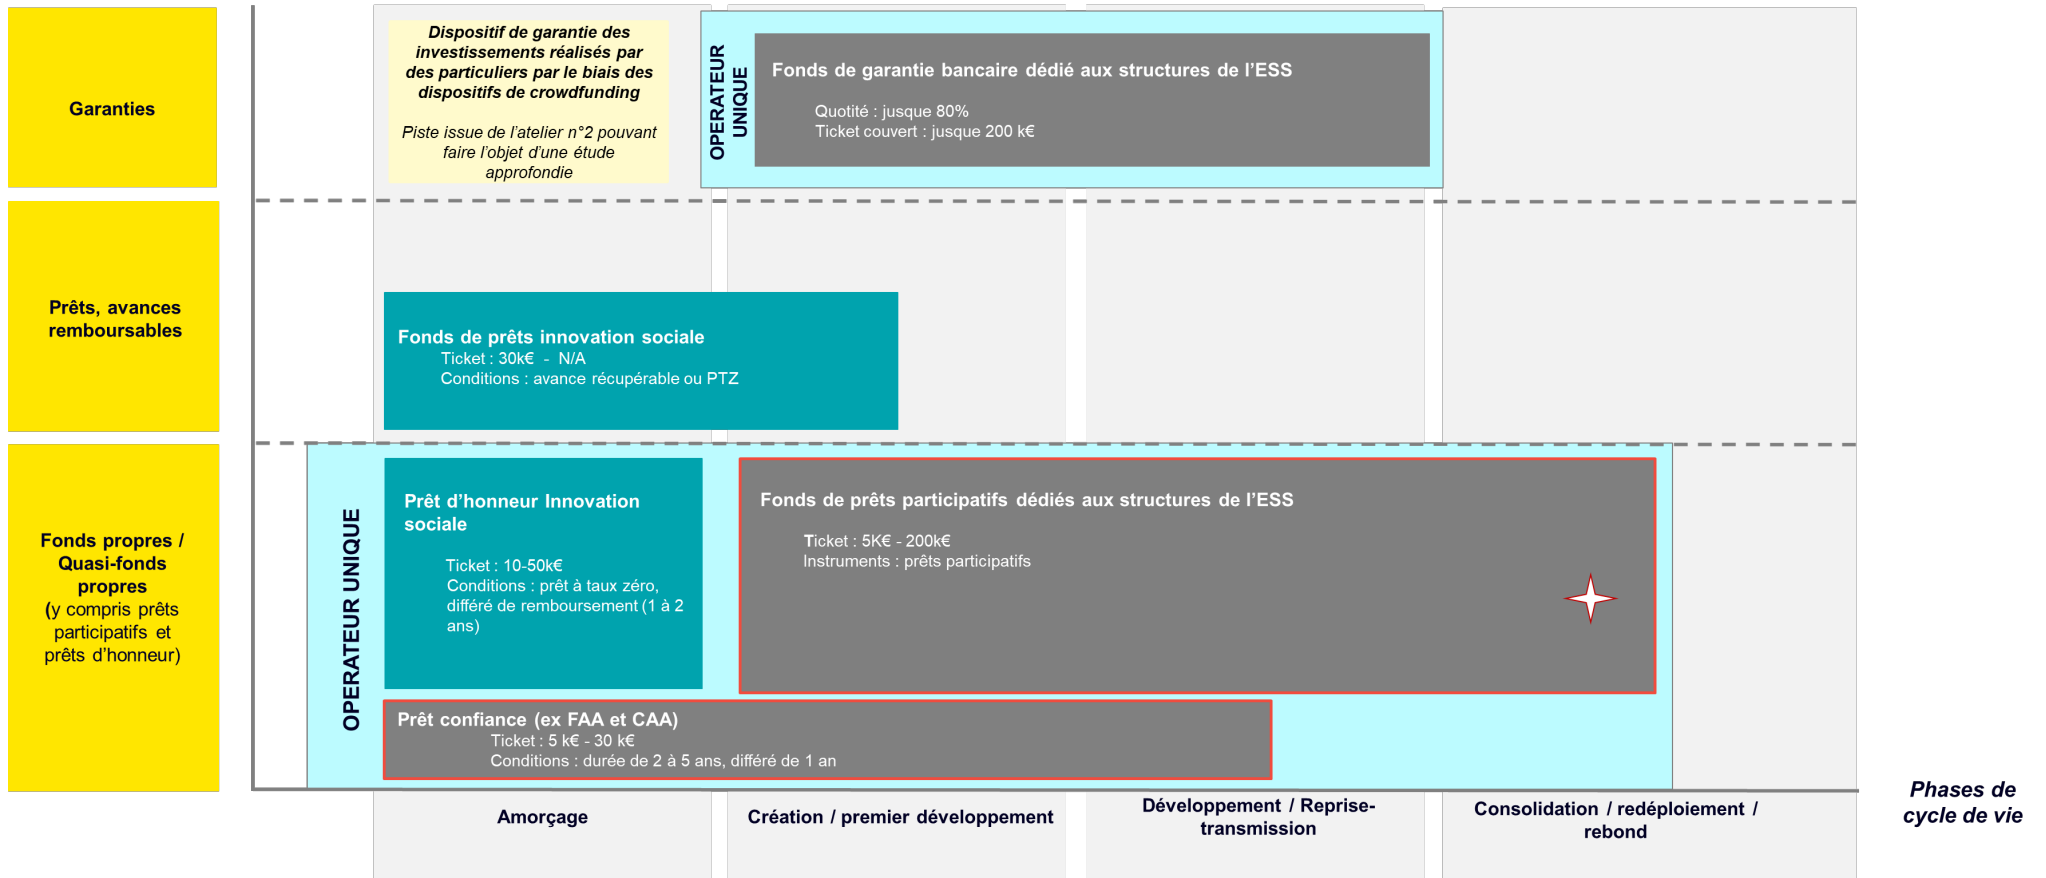 Garanties
Dispositif de garantie des
investissements réalisés par
des particuliers par le biais des
dispositifs de crowdfunding
Piste issue de l’atelier n°2 pouvant
faire l’objet d’une étude
approfondie
OPERATEUR
UNIQUE
Fonds de garantie bancaire dédié aux structures de l’ESS
Quotité : jusque 80%
Ticket couvert : jusque 200 k€
Prêts, avances
remboursables
Fonds de prêts innovation sociale
Ticket : 30k€ - N/A
Conditions : avance récupérable ou PTZ
Fonds propres /
Quasi-fonds
propres
(y compris prêts
participatifs et
prêts d’honneur)
OPERATEUR UNIQUE
Prêt d’honneur Innovation
sociale
Ticket : 10-50k€
Conditions : prêt à taux zéro,
différé de remboursement (1 à 2
ans)
Fonds de prêts participatifs dédiés aux structures de l’ESS
Ticket : 5K€ - 200k€
Instruments : prêts participatifs
Prêt confiance (ex FAA et CAA)
Ticket : 5 k€ - 30 k€
Conditions : durée de 2 à 5 ans, différé de 1 an
Amorçage
Création / premier développement
Développement / Reprise-
transmission
Consolidation / redéploiement /
rebond
Phases de
cycle de vie